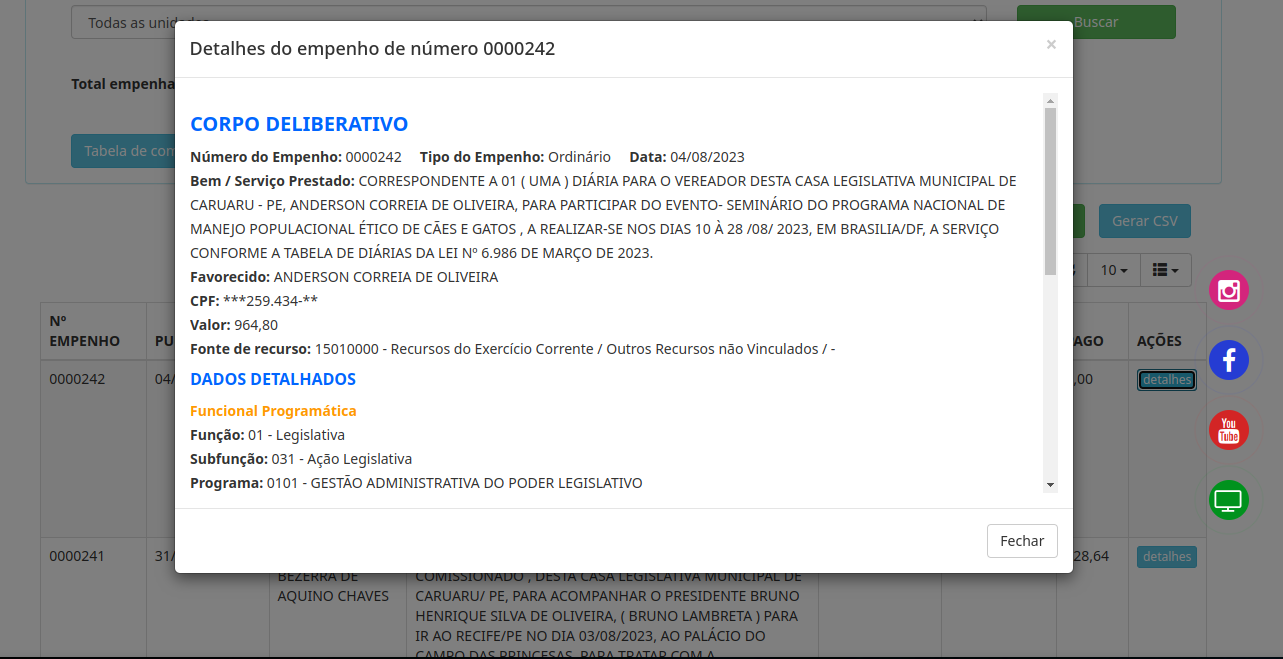 Todas as unidades
Buscar
Detalhes do empenho de número 0000242
×
Total empenha
Tabela de com
CORPO DELIBERATIVO
Número do Empenho: 0000242 Tipo do Empenho: Ordinário Data: 04/08/2023
Bem / Serviço Prestado: CORRESPONDENTE A 01 ( UMA ) DIÁRIA PARA O VEREADOR DESTA CASA LEGISLATIVA MUNICIPAL DE
CARUARU - PE, ANDERSON CORREIA DE OLIVEIRA, PARA PARTICIPAR DO EVENTO- SEMINÁRIO DO PROGRAMA NACIONAL DE
MANEJO POPULACIONAL ÉTICO DE CÃES E GATOS , A REALIZAR-SE NOS DIAS 10 À 28 /08/ 2023, EM BRASILIA/DF, A SERVIÇO
CONFORME A TABELA DE DIÁRIAS DA LEI Nº 6.986 DE MARÇO DE 2023.
Favorecido: ANDERSON CORREIA DE OLIVEIRA
CPF: ***259.434-**
Valor: 964,80
Fonte de recurso: 15010000 - Recursos do Exercício Corrente / Outros Recursos não Vinculados / -
DADOS DETALHADOS
Funcional Programática
Função: 01 - Legislativa
Subfunção: 031 - Ação Legislativa
Programa: 0101 - GESTÃO ADMINISTRATIVA DO PODER LEGISLATIVO
Fechar
Gerar CSV
10
Nº
EMPENHO
PU
AGO
AÇÕES
0000242
04/
,00
detalhes
You
Tube
0000241
31/
28,64
detalhes
BEZERRA DE
AQUINO CHAVES
COMISSIONADO , DESTA CASA LEGISLATIVA MUNICIPAL DE
CARUARU/ PE, PARA ACOMPANHAR O PRESIDENTE BRUNO
HENRIQUE SILVA DE OLIVEIRA, ( BRUNO LAMBRETA ) PARA
IR AO RECIFE/PE NO DIA 03/08/2023, AO PALÁCIO DO
CAMPO DAS PRINCESAS, PARA TRATAR COM A